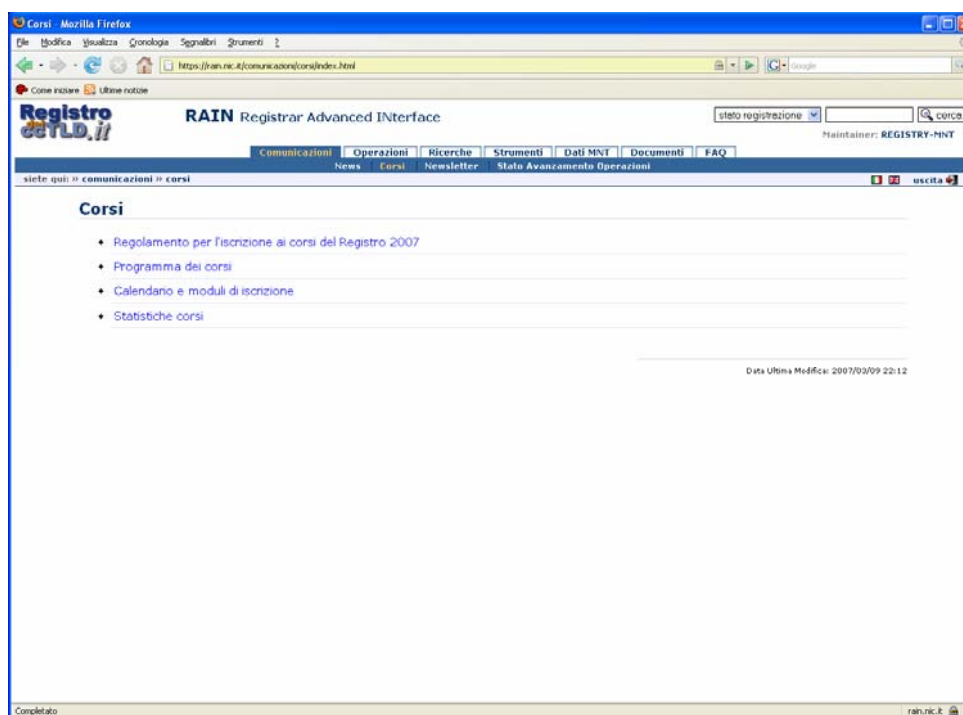 Corsi - Mozilla Firefox
File Modifica Visualizza Cronologia Segnalibri Strumenti ?
https://rain.nic.it/comunicazioni/corsi/index.html
Google
Come iniziare Ultime notizie
Registro del ccTLD.it
RAIN Registrar Advanced INterface
stato registrazione cerca
Maintainer: REGISTRY-MNT
Comunicazioni Operazioni Ricerche Strumenti Dati MNT Documenti FAQ
News Corsi Newsletter Stato Avanzamento Operazioni
siete qui: » comunicazioni » corsi uscita
Corsi
Regolamento per l'iscrizione ai corsi del Registro 2007
Programma dei corsi
Calendario e moduli di iscrizione
Statistiche corsi
Data Ultima Modifica: 2007/03/09 22:12
Completato rain.nic.it